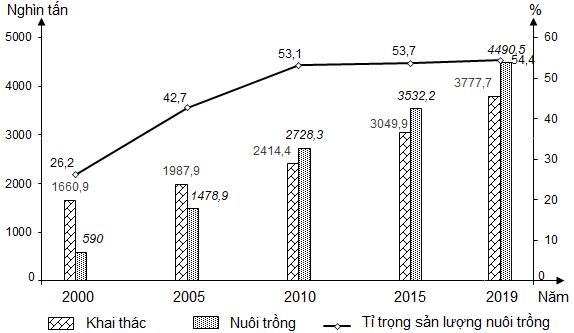 Nghìn tấn %
5000 60
4000 50
3000 40
2000 30
1000 20
0 10
0
26,2 42,7 53,1 53,7 54,4
1660,9 1987,9 2414,4 3049,9 3777,7
590 1478,9 2728,3 3532,2 4490,5
2000 2005 2010 2015 2019 Năm
Khai thác Nuôi trồng Tỉ trọng sản lượng nuôi trồng